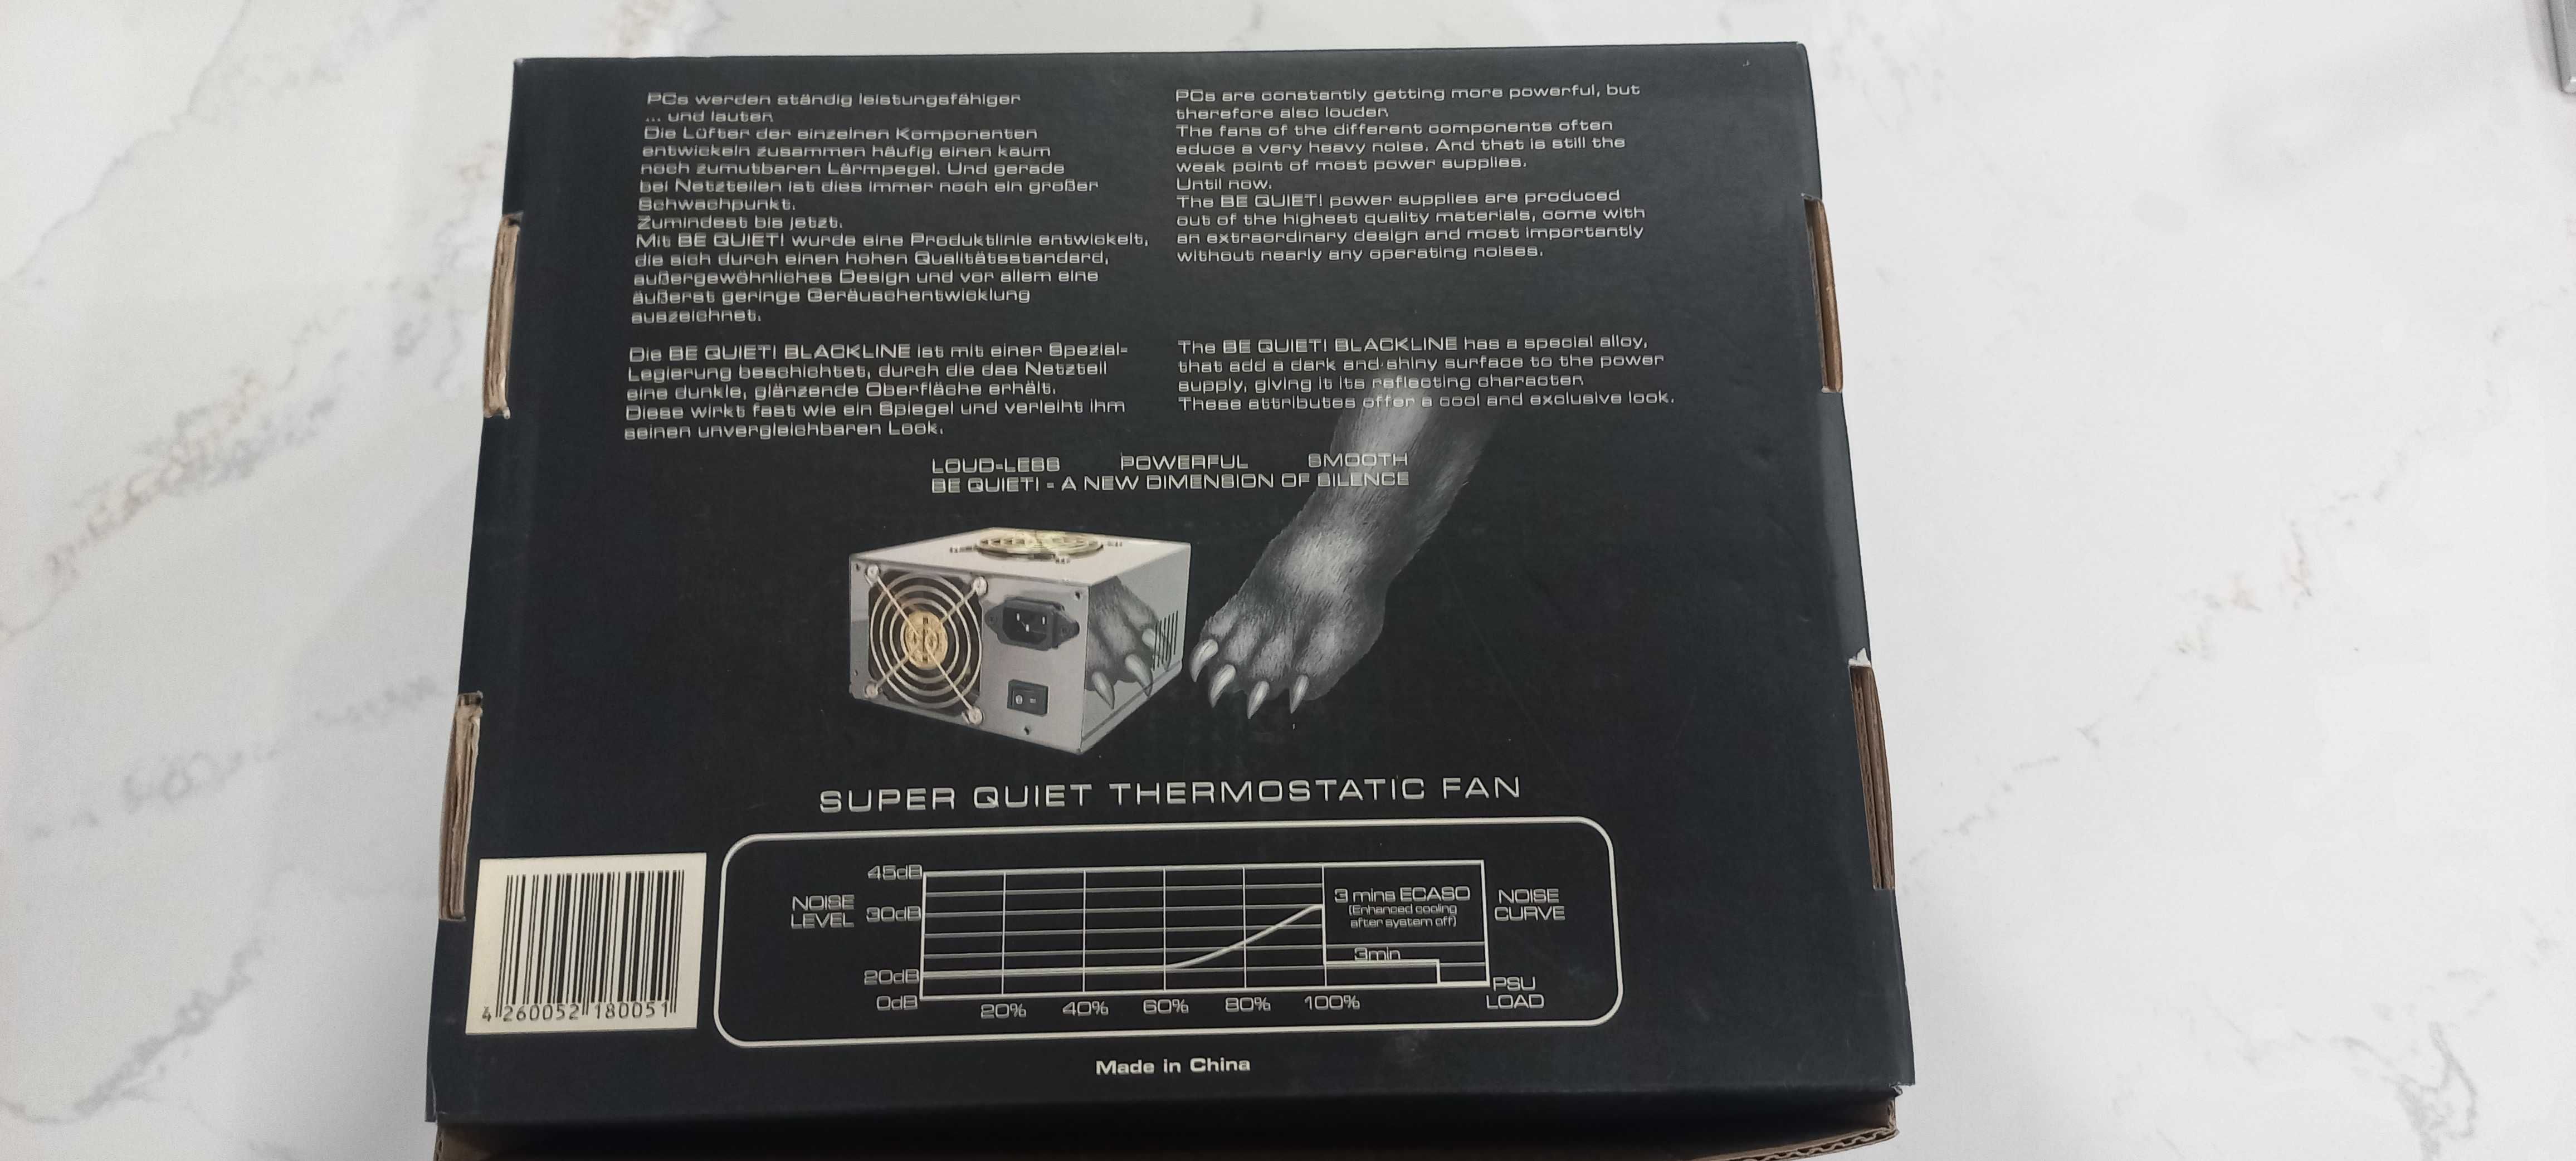 PCs werden ständig leistungsfähiger
... und lauter.
Die Lüfter der einzelnen Komponenten
entwickeln zusammen häufig einen kaum
noch zumutbaren Lärmpegel. Und gerade
bei Netzteilen ist dies immer noch ein großer
Schwachpunkt.
Zumindest bis jetzt.
Mit BE QUIET! wurde eine Produktlinie entwickelt,
die sich durch einen hohen Qualitätsstandard,
außergewöhnliches Design und vor allem eine
äußerst geringe Geräuschentwicklung
auszeichnet.
Die BE QUIET! BLACKLINE ist mit einer Spezial-
Legierung beschichtet, durch die das Netzteil
eine dunkle, glänzende Oberfläche erhält.
Diese wirkt fast wie ein Spiegel und verleiht ihm
seinen unvergleichbaren Look.
PCs are constantly getting more powerful, but
therefore also louder.
The fans of the different components often
educe a very heavy noise. And that is still the
weak point of most power supplies.
Until now.
The BE QUIET! power supplies are produced
out of the highest quality materials, come with
an extraordinary design and most importantly
without nearly any operating noises.
The BE QUIET! BLACKLINE has a special alloy,
that add a dark and shiny surface to the power
supply, giving it its reflecting character.
These attributes offer a cool and exclusive look.
LOUD-LESS POWERFUL SMOOTH
BE QUIET! - A NEW DIMENSION OF SILENCE
SUPER QUIET THERMOSTATIC FAN
NOISE
LEVEL
45dB
30dB
20dB
0dB
20% 40% 60% 80% 100%
3 mins ECASO
(Enhanced cooling
after system off)
3min
NOISE
CURVE
PSU
LOAD
4 260052 180051
Made in China